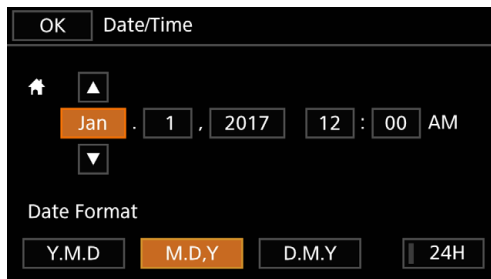 OK Date/Time
▲
Jan . 1 , 2017 12 : 00 AM
▼
Date Format
Y.M.D M.D,Y D.M.Y 24H